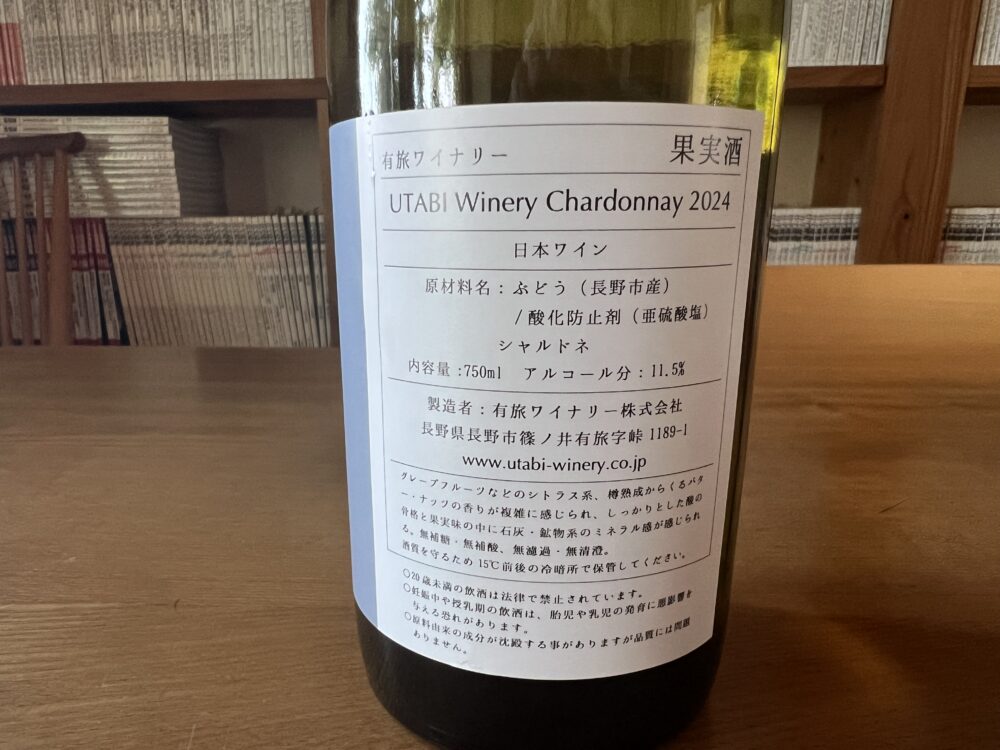 有旅ワイナリー 果実酒
UTABI Winery Chardonnay 2024
日本ワイン
原材料名：ぶどう（長野市産）
/ 酸化防止剤（亜硫酸塩）
シャルドネ
内容量：750ml アルコール分：11.5%
製造者：有旅ワイナリー株式会社
長野県長野市篠ノ井有旅字峠 1189-1
www.utabi-winery.co.jp
グレープフルーツなどのシトラス系、樽熟成からくるバタ
ー・ナッツの香りが複雑に感じられ、しっかりとした酸の
骨格と果実味の中に石灰・鉱物系のミネラル感が感じられ
る。無補糖・無補酸、無濾過・無清澄。
酒質を守るため 15℃前後の冷暗所で保管してください。
○20歳未満の飲酒は法律で禁止されています。
○妊娠中や授乳期の飲酒は、胎児や乳児の発育に悪影響を
与える恐れがあります。
○原料由来の成分が沈殿する事がありますが品質には問題
ありません。